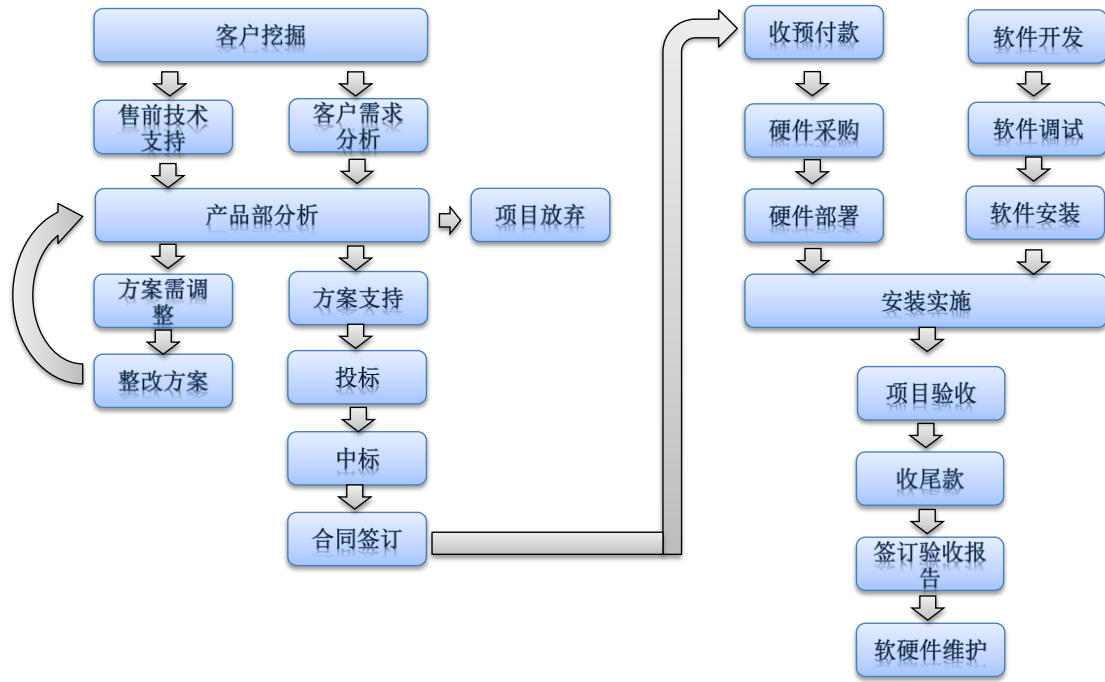 客户挖掘
售前技术
支持
客户需求
分析
产品部分析
项目放弃
方案需调
整
方案支持
整改方案
投标
中标
合同签订
收预付款
软件开发
硬件采购
软件调试
硬件部署
软件安装
安装实施
项目验收
收尾款
签订验收报
告
软硬件维护